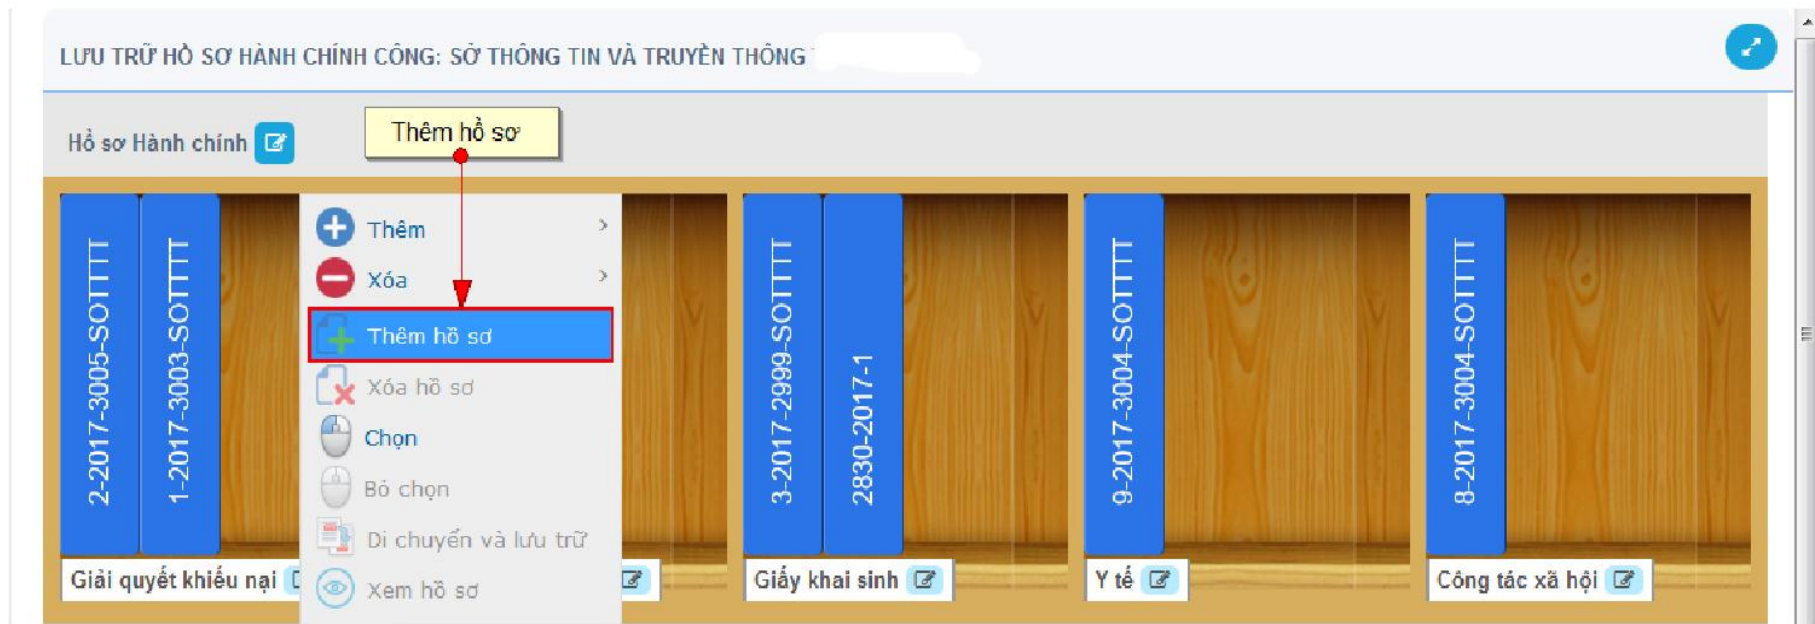 LƯU TRỮ HỒ SƠ HÀNH CHÍNH CÔNG: SỞ THÔNG TIN VÀ TRUYỀN THÔNG
Hồ sơ Hành chính
Thêm hồ sơ
2-2017-3005-SOTTTT
1-2017-3003-SOTTTT
Thêm
Xóa
Thêm hồ sơ
Xóa hồ sơ
Chọn
Bỏ chọn
Di chuyển và lưu trữ
Xem hồ sơ
3-2017-2999-SOTTTT
2830-2017-1
9-2017-3004-SOTTTT
8-2017-3004-SOTTTT
Giải quyết khiếu nại
Giấy khai sinh
Y tế
Công tác xã hội